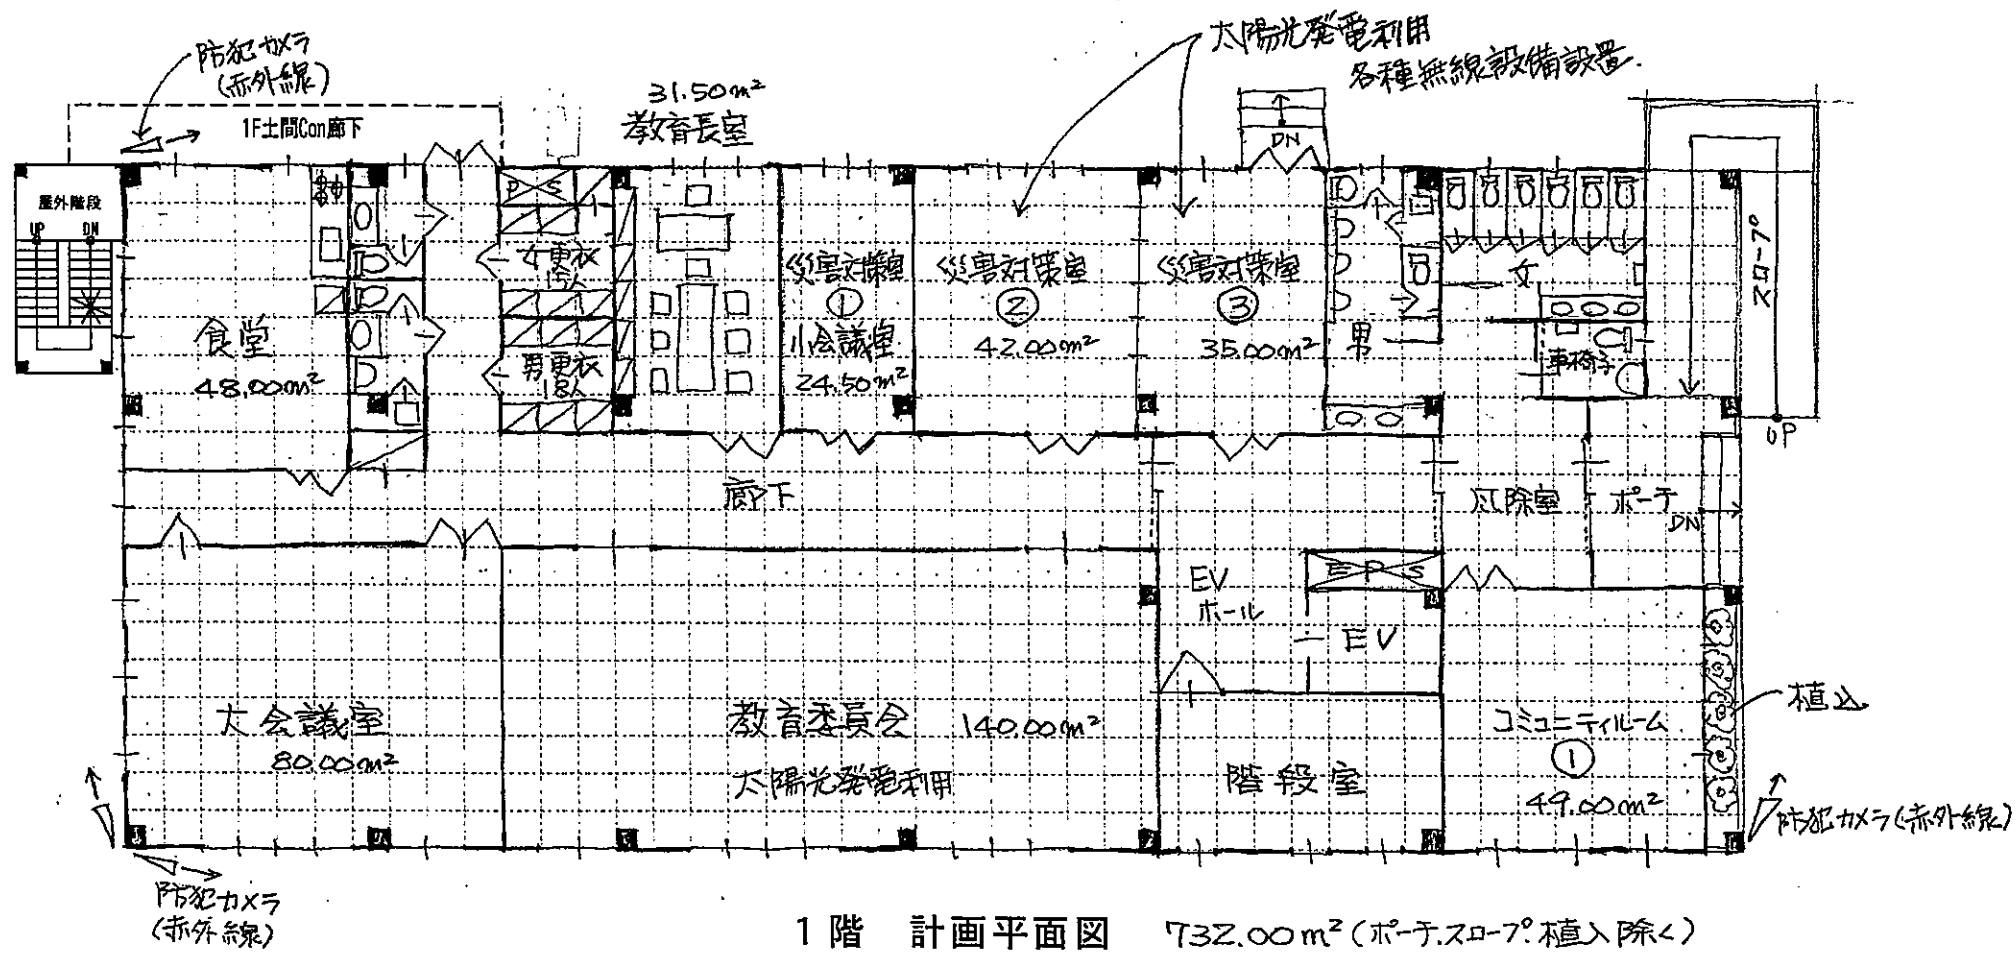 防犯カメラ
(赤外線)
太陽光発電利用
各種無線設備設置.
31.50m²
教育長室
1F土間Con廊下
DN
PS
屋外階段
UP DN
女更衣
15人
災害対策室
①
小会議室
24.50m²
災害対策室
②
42.00m²
災害対策室
③
35.00m²
女
男
車椅子
スロープ
UP
食堂
48.00m²
男更衣
18人
廊下
風除室
ポーチ
DN
EPS
EV
ホール
EV
大会議室
80.00m²
教育委員会 140.00m²
太陽光発電利用
階段室
コミュニティルーム
①
49.00m²
植込
防犯カメラ(赤外線)
防犯カメラ
(赤外線)
1階 計画平面図 732.00m²(ポーチ.スロープ.植込除く)